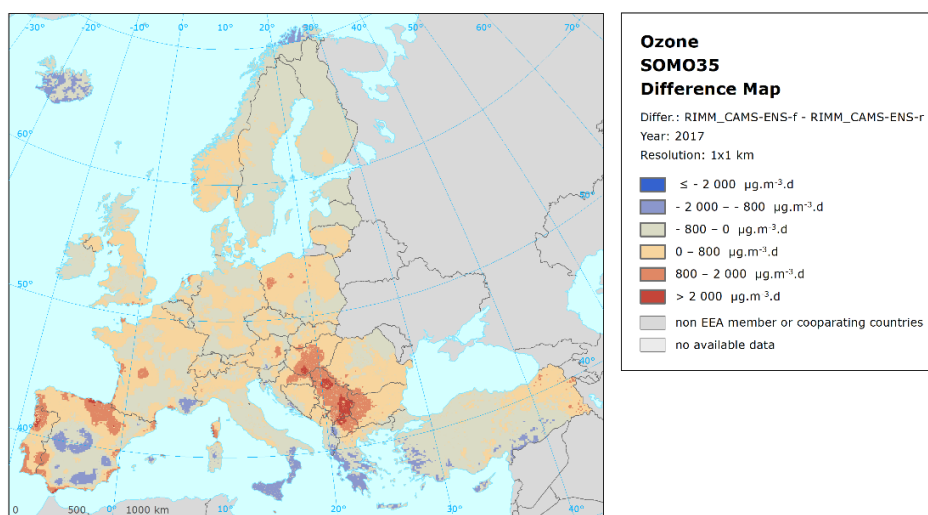 -30° -20° -10° 0° 10° 20° 30° 40° 50° 60° 70°
60°
50°
50°
40°
40°
0 500 1000 km
0° 10° 20° 30° 40°
Ozone
SOMO35
Difference Map
Differ.: RIMM_CAMS-ENS-f - RIMM_CAMS-ENS-r
Year: 2017
Resolution: 1x1 km
≤ - 2 000 µg.m-³.d
- 2 000 – - 800 µg.m-³.d
- 800 – 0 µg.m-³.d
0 – 800 µg.m-³.d
800 – 2 000 µg.m-³.d
> 2 000 µg.m ³.d
non EEA member or cooparating countries
no available data